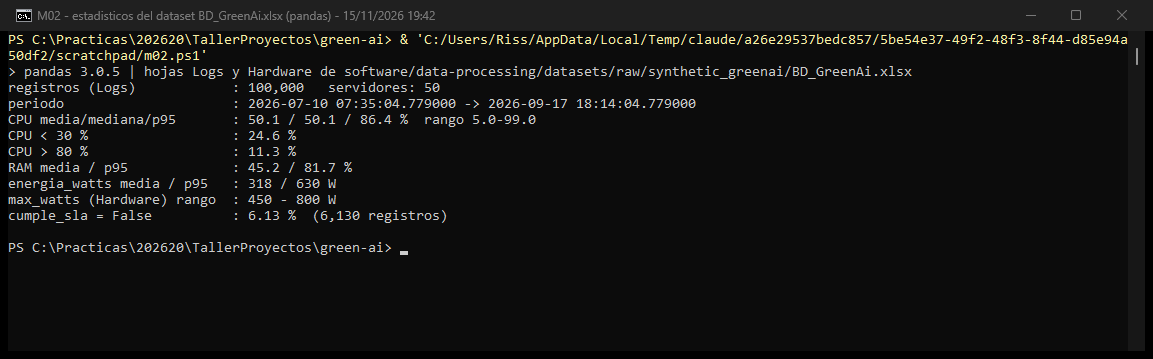 M02 - estadisticos del dataset BD_GreenAi.xlsx (pandas) - 15/11/2026 19:42
PS C:\Practicas\202620\TallerProyectos\green-ai> & 'C:/Users/Riss/AppData/Local/Temp/claude/a26e29537bedc857/5be54e37-49f2-48f3-8f44-d85e94a
50df2/scratchpad/m02.ps1'
> pandas 3.0.5 | hojas Logs y Hardware de software/data-processing/datasets/raw/synthetic_greenai/BD_GreenAi.xlsx
registros (Logs)            : 100,000   servidores: 50
periodo                     : 2026-07-10 07:35:04.779000 -> 2026-09-17 18:14:04.779000
CPU media/mediana/p95       : 50.1 / 50.1 / 86.4 %  rango 5.0-99.0
CPU < 30 %                  : 24.6 %
CPU > 80 %                  : 11.3 %
RAM media / p95             : 45.2 / 81.7 %
energia_watts media / p95   : 318 / 630 W
max_watts (Hardware) rango  : 450 - 800 W
cumple_sla = False          : 6.13 %  (6,130 registros)
PS C:\Practicas\202620\TallerProyectos\green-ai>